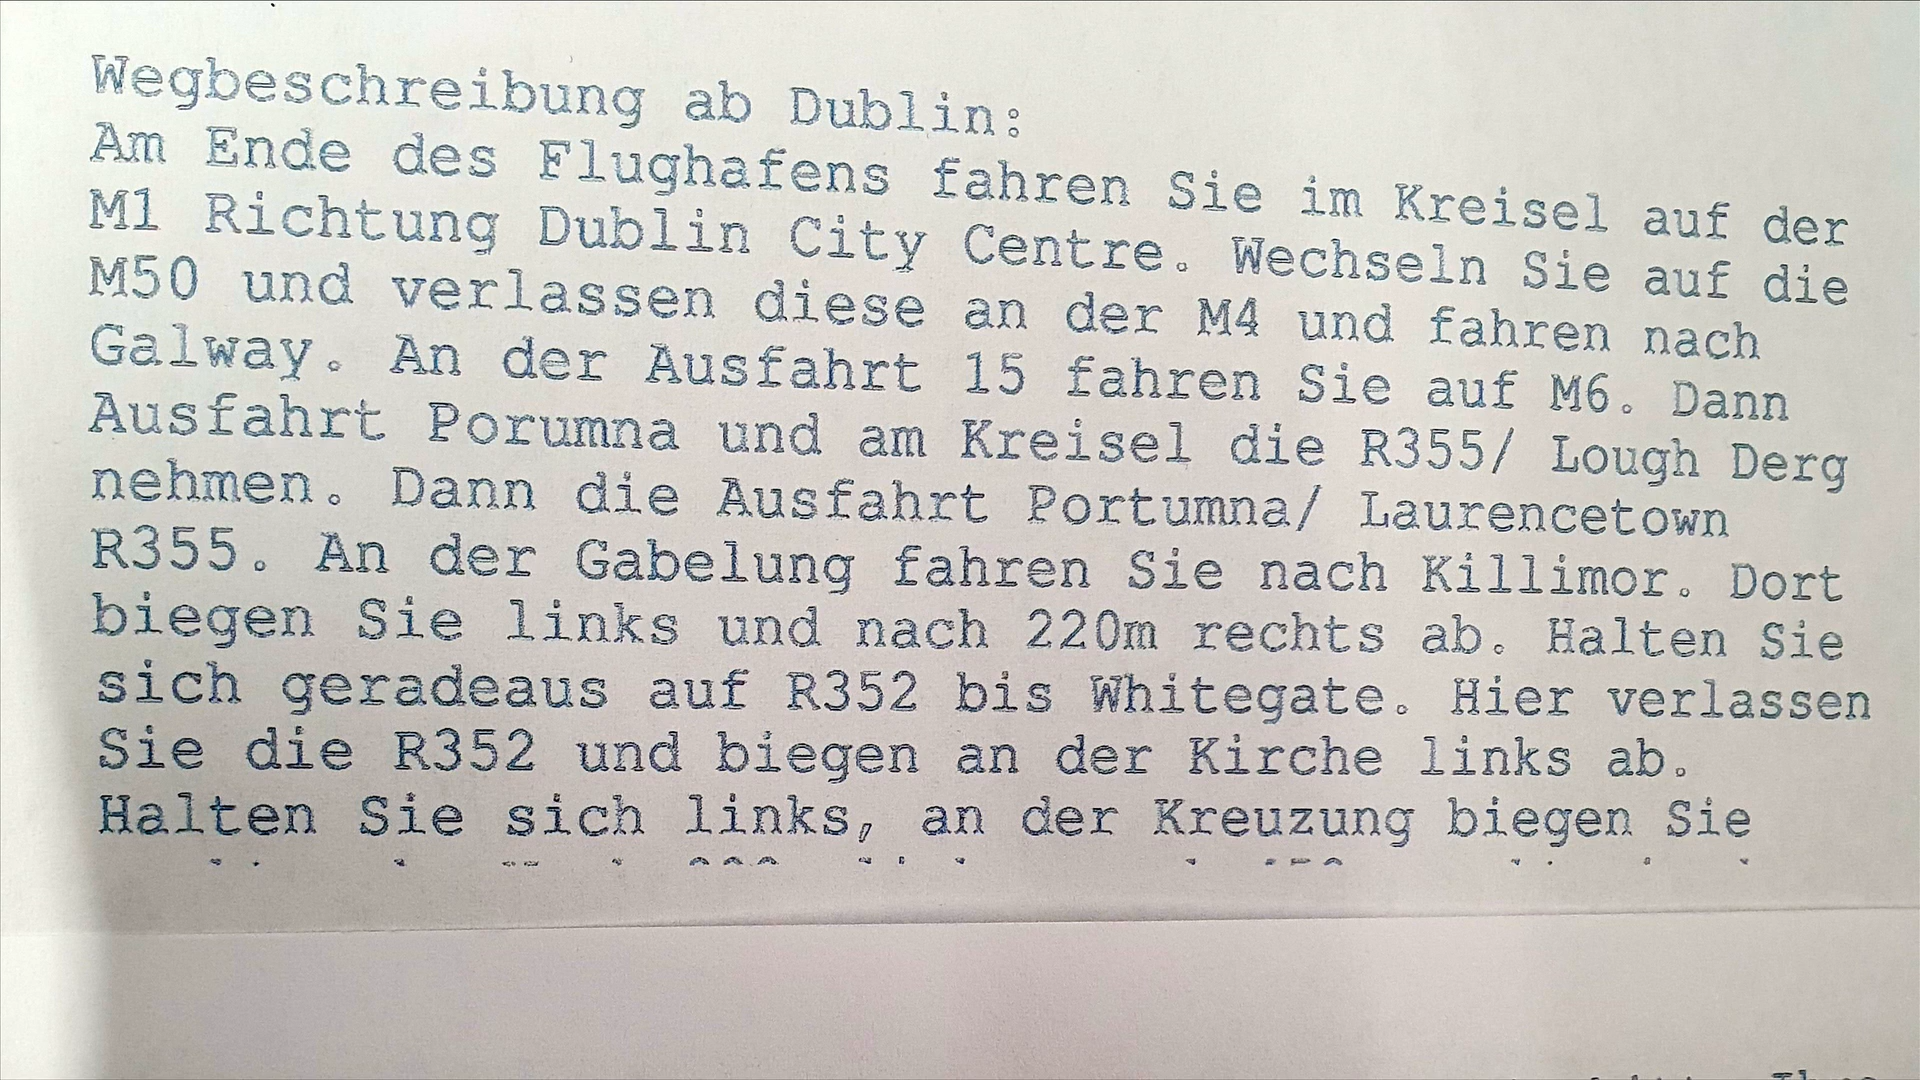 Wegbeschreibung ab Dublin:
Am Ende des Flughafens fahren Sie im Kreisel auf der
M1 Richtung Dublin City Centre. Wechseln Sie auf die
M50 und verlassen diese an der M4 und fahren nach
Galway. An der Ausfahrt 15 fahren Sie auf M6. Dann
Ausfahrt Porumna und am Kreisel die R355/ Lough Derg
nehmen. Dann die Ausfahrt Portumna/ Laurencetown
R355. An der Gabelung fahren Sie nach Killimor. Dort
biegen Sie links und nach 220m rechts ab. Halten Sie
sich geradeaus auf R352 bis Whitegate. Hier verlassen
Sie die R352 und biegen an der Kirche links ab.
Halten Sie sich links, an der Kreuzung biegen Sie